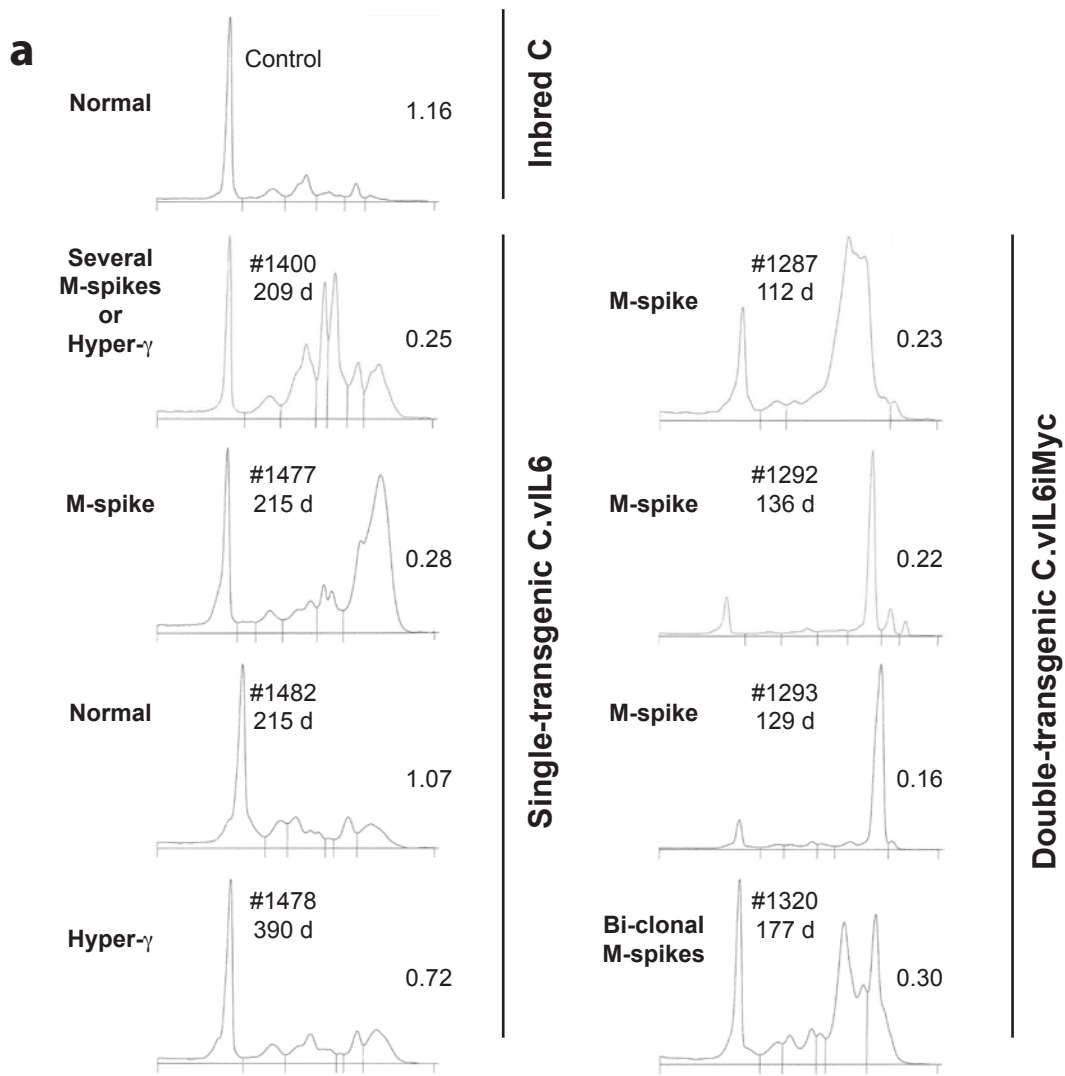 a
Control
Normal
1.16
Inbred C
Several
M-spikes
or
Hyper-γ
#1400
209 d
0.25
M-spike
#1477
215 d
0.28
Normal
#1482
215 d
1.07
Hyper-γ
#1478
390 d
0.72
Single-transgenic C.vIL6
M-spike
#1287
112 d
0.23
M-spike
#1292
136 d
0.22
M-spike
#1293
129 d
0.16
Bi-clonal
M-spikes
#1320
177 d
0.30
Double-transgenic C.vIL6iMyc